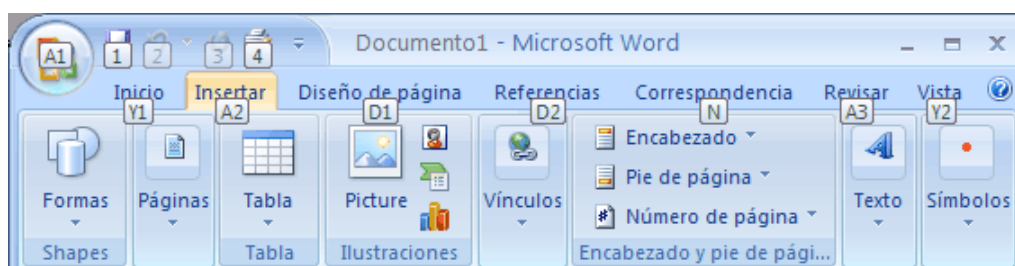 Documento1 - Microsoft Word
A1 1 2 3 4
Inicio Insertar Diseño de página Referencias Correspondencia Revisar Vista
Y1 A2 D1 D2 N A3 Y2
Encabezado
Pie de página
Formas Páginas Tabla Picture Vínculos Número de página Texto Símbolos
Shapes Tabla Ilustraciones Encabezado y pie de pági...